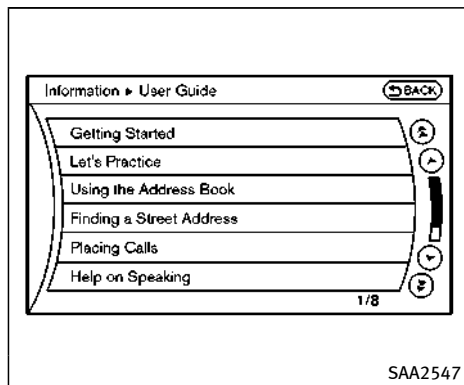 Information ▸ User Guide
BACK
Getting Started
Let's Practice
Using the Address Book
Finding a Street Address
Placing Calls
Help on Speaking
1/8
SAA2547